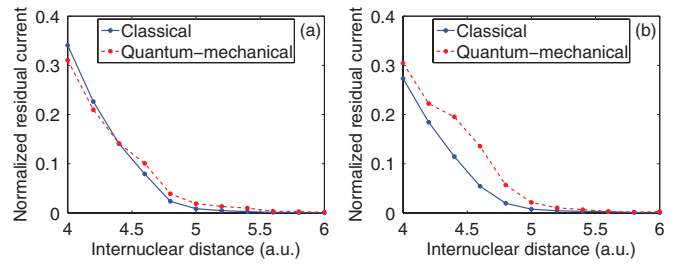 0.4
0.3
0.2
0.1
0
Normalized residual current
Classical
Quantum−mechanical
(a)
4 4.5 5 5.5 6
Internuclear distance (a.u.)
0.4
0.3
0.2
0.1
0
Normalized residual current
Classical
Quantum−mechanical
(b)
4 4.5 5 5.5 6
Internuclear distance (a.u.)